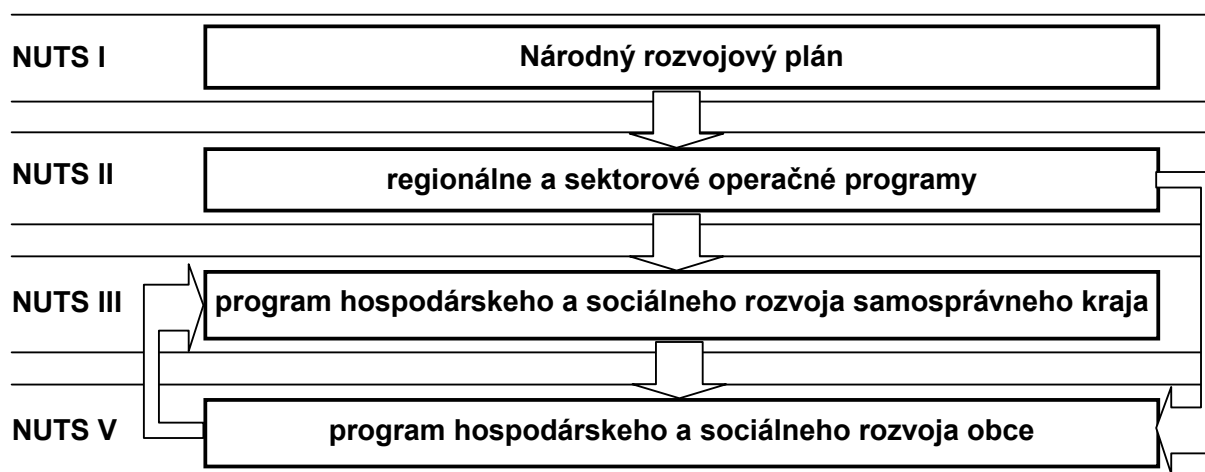 NUTS I
Národný rozvojový plán
NUTS II
regionálne a sektorové operačné programy
NUTS III
program hospodárskeho a sociálneho rozvoja samosprávneho kraja
NUTS V
program hospodárskeho a sociálneho rozvoja obce